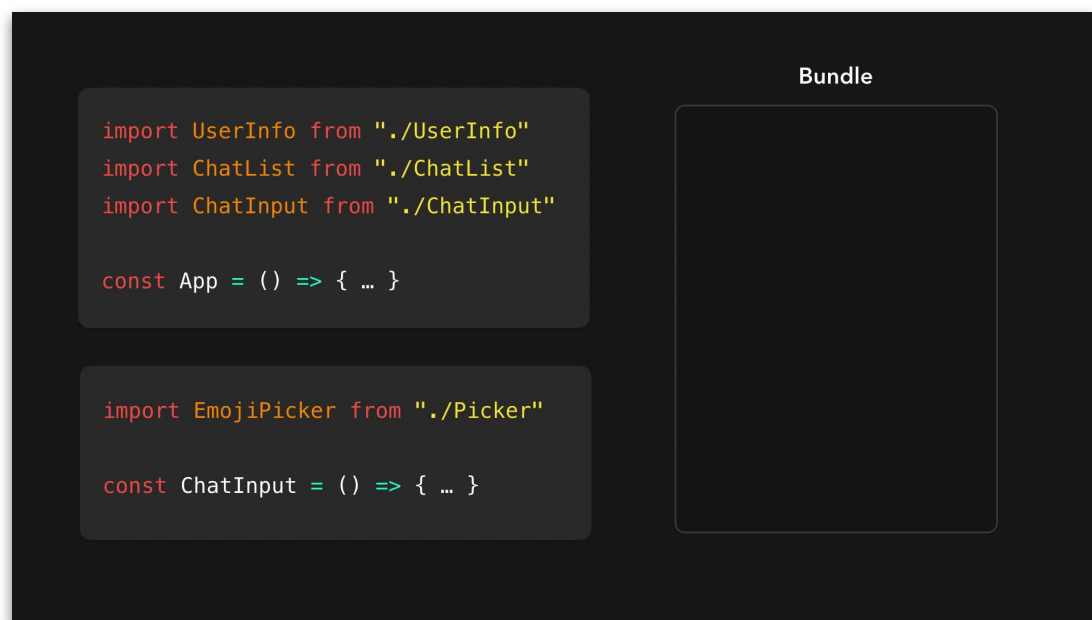 import UserInfo from "./UserInfo"
import ChatList from "./ChatList"
import ChatInput from "./ChatInput"
const App = () => { … }
import EmojiPicker from "./Picker"
const ChatInput = () => { … }
Bundle